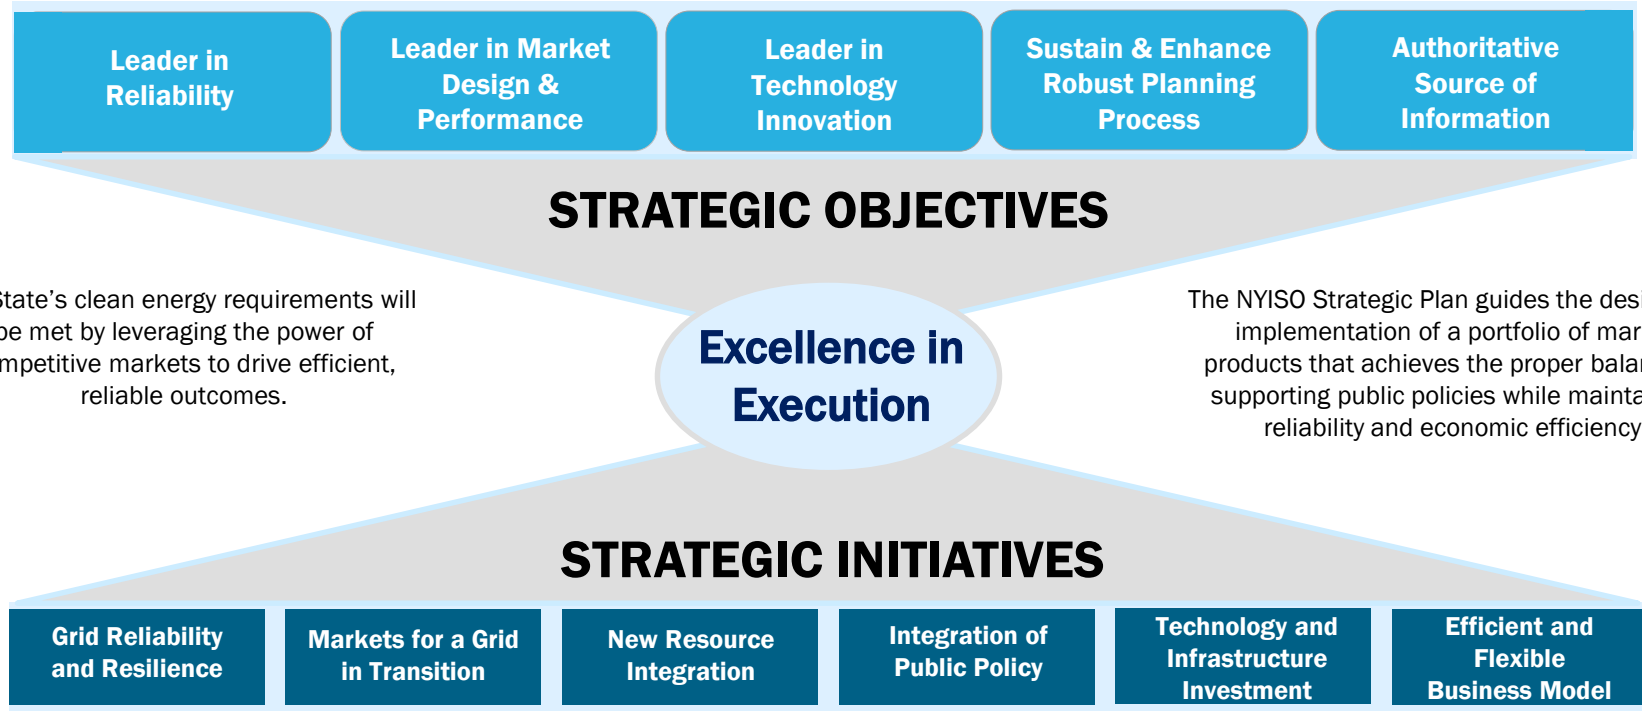 Leader in
Reliability
Leader in Market
Design &
Performance
Leader in
Technology
Innovation
Sustain & Enhance
Robust Planning
Process
Authoritative
Source of
Information
STRATEGIC OBJECTIVES
State's clean energy requirements will
be met by leveraging the power of
markets to drive efficient,
reliable outcomes.
Excellence in
Execution
The NYISO Strategic Plan guides the
implementation of a portfolio of
products that achieves the proper
supporting public policies while
reliability and economic efficiency
STRATEGIC INITIATIVES
Grid Reliability
and Resilience
Markets for a Grid
in Transition
New Resource
Integration
Integration of
Public Policy
Technology and
Infrastructure
Investment
Efficient and
Flexible
Business Model